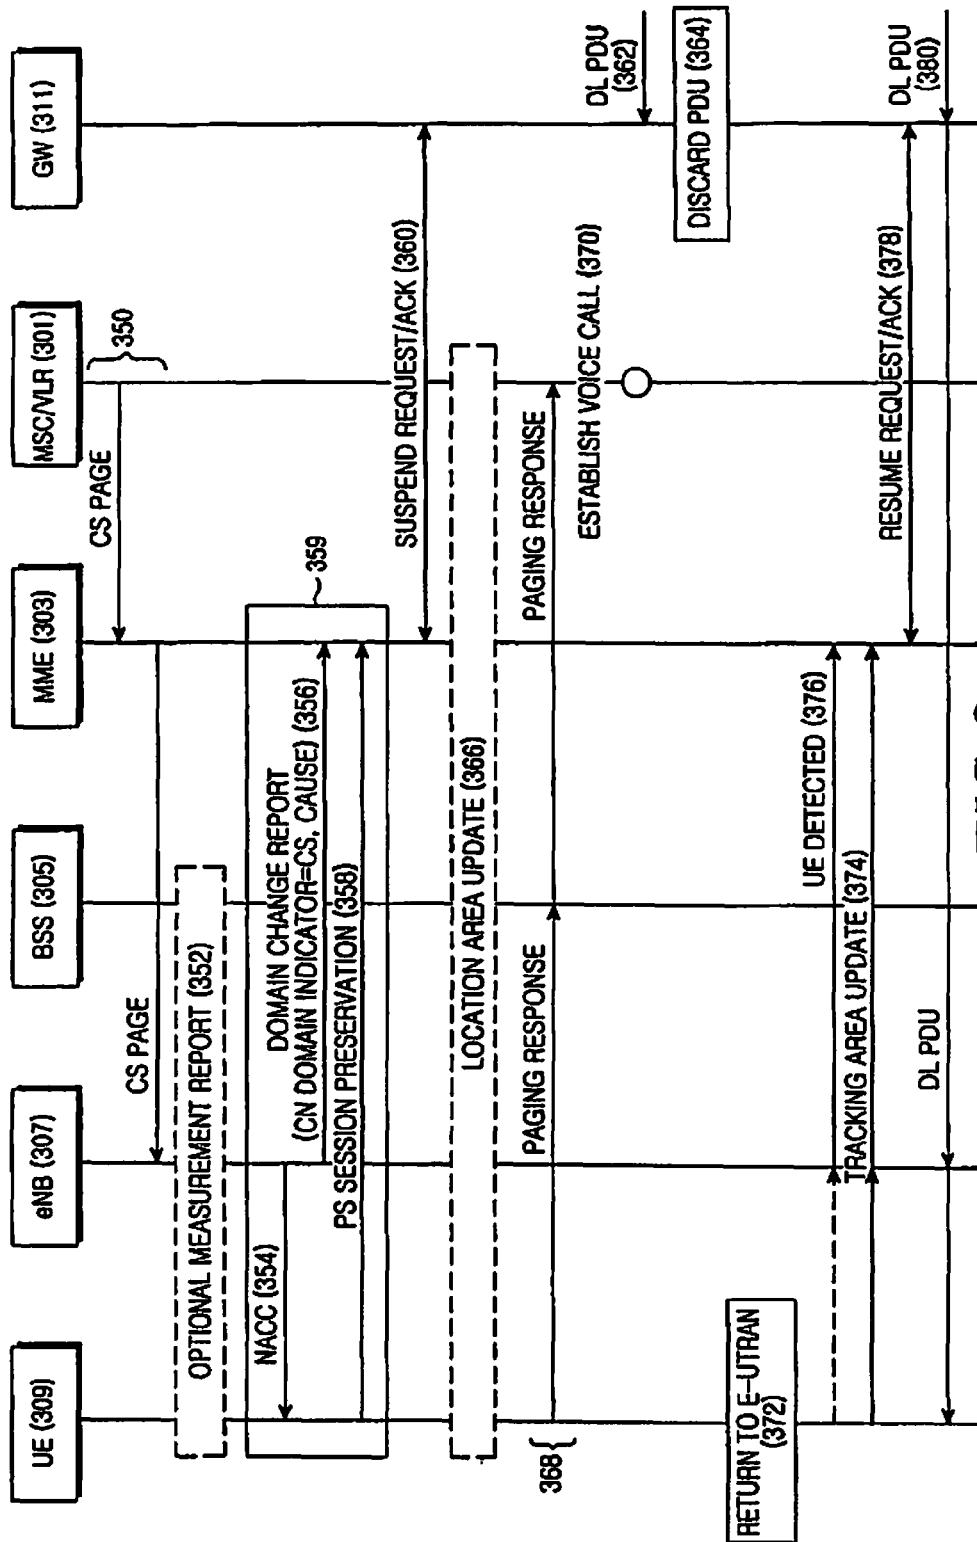 UE (309)
eNB (307)
BSS (305)
MME (303)
MSC/VLR (301)
GW (311)
CS PAGE
350
CS PAGE
OPTIONAL MEASUREMENT REPORT (352)
NACC (354)
359
DOMAIN CHANGE REPORT
(CN DOMAIN INDICATOR=CS, CAUSE) (356)
PS SESSION PRESERVATION (358)
SUSPEND REQUEST/ACK (360)
LOCATION AREA UPDATE (366)
368
PAGING RESPONSE
PAGING RESPONSE
ESTABLISH VOICE CALL (370)
DL PDU
(362)
DISCARD PDU (364)
RETURN TO E-UTRAN
(372)
UE DETECTED (376)
TRACKING AREA UPDATE (374)
RESUME REQUEST/ACK (378)
DL PDU
(380)
DL PDU